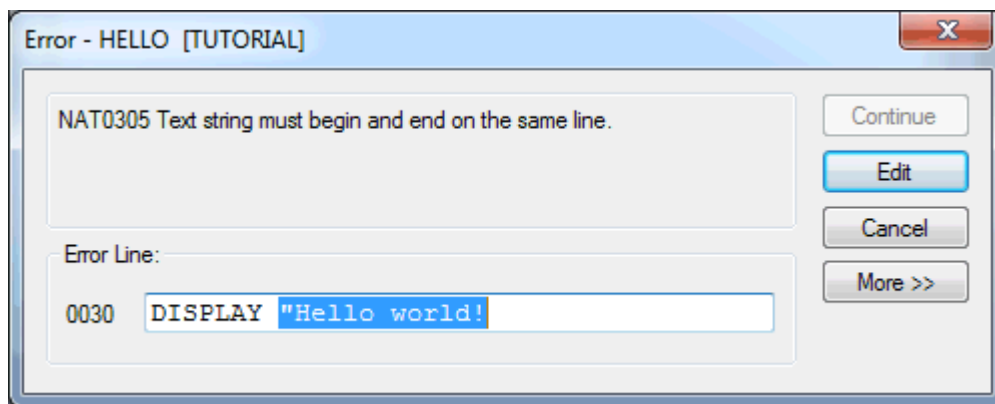 Error - HELLO [TUTORIAL]
NAT0305 Text string must begin and end on the same line.
Continue
Edit
Cancel
More >>
Error Line:
0030 DISPLAY "Hello world!